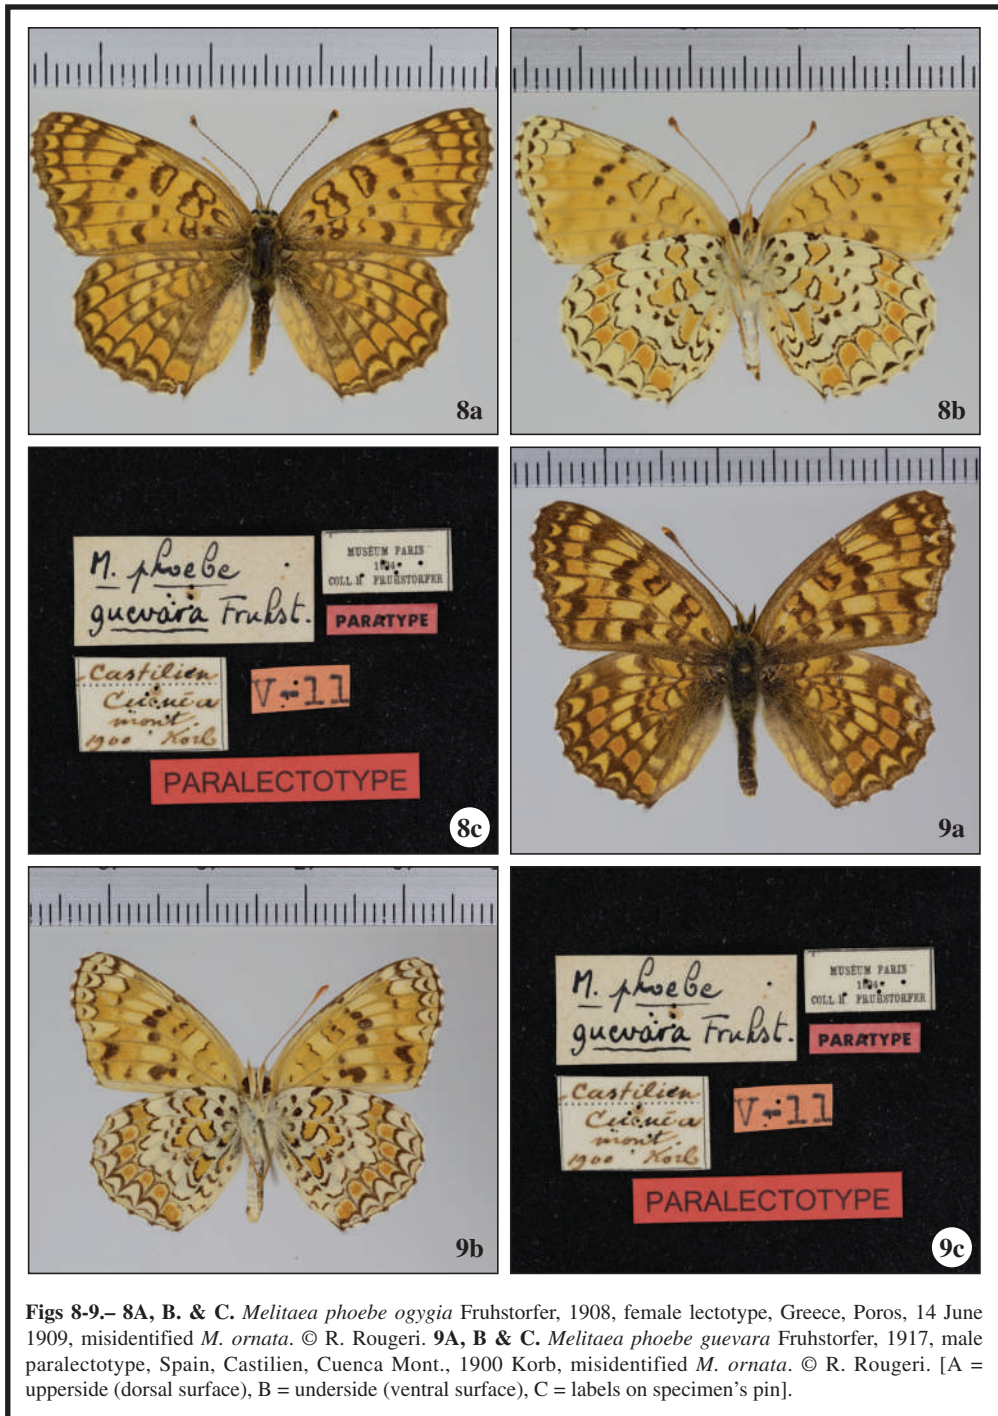 8a
8b
M. phoebe
guevara Fruhst.
MUSÉUM PARIS
COLL H. FRUHSTORFER
PARATYPE
Castilien
Cuenca
mont.
1900 Korb
V-11
PARALECTOTYPE
8c
9a
9b
M. phoebe
guevara Fruhst.
MUSÉUM PARIS
COLL H. FRUHSTORFER
PARATYPE
Castilien
Cuenca
mont.
1900 Korb
V-11
PARALECTOTYPE
9c
Figs 8-9.– 8A, B. & C. Melitaea phoebe ogygia Fruhstorfer, 1908, female lectotype, Greece, Poros, 14 June
1909, misidentified M. ornata. © R. Rougeri. 9A, B & C. Melitaea phoebe guevara Fruhstorfer, 1917, male
paralectotype, Spain, Castilien, Cuenca Mont., 1900 Korb, misidentified M. ornata. © R. Rougeri. [A =
upperside (dorsal surface), B = underside (ventral surface), C = labels on specimen's pin].